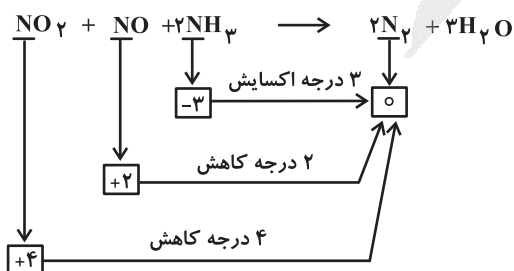 NO۲ + NO + ۲NH۳ ⟶ ۲N۲ + ۳H۲O
۳ درجه اکسایش
−۳
۰
۲ درجه کاهش
+۲
۴ درجه کاهش
+۴